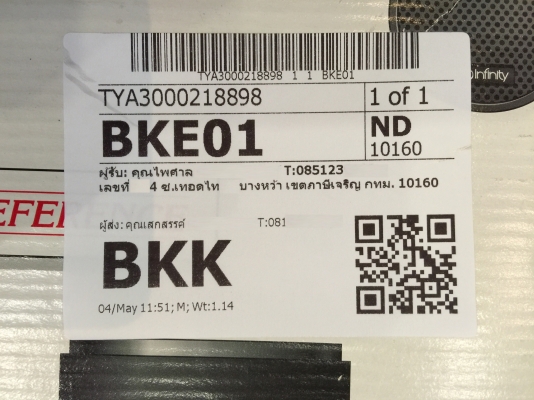 infinity
TYA3000218898 1 1 BKE01
TYA3000218898
1 of 1
BKE01
ND
10160
ผู้รับ: คุณไพศาล T:085123
เลขที่ 4 ซ.เทอดไท บางหว้า เขตภาษีเจริญ กทม. 10160
EFERENCE
ผู้ส่ง: คุณแสกสรรค์ T:081
BKK
04/May 11:51; M; Wt:1.14